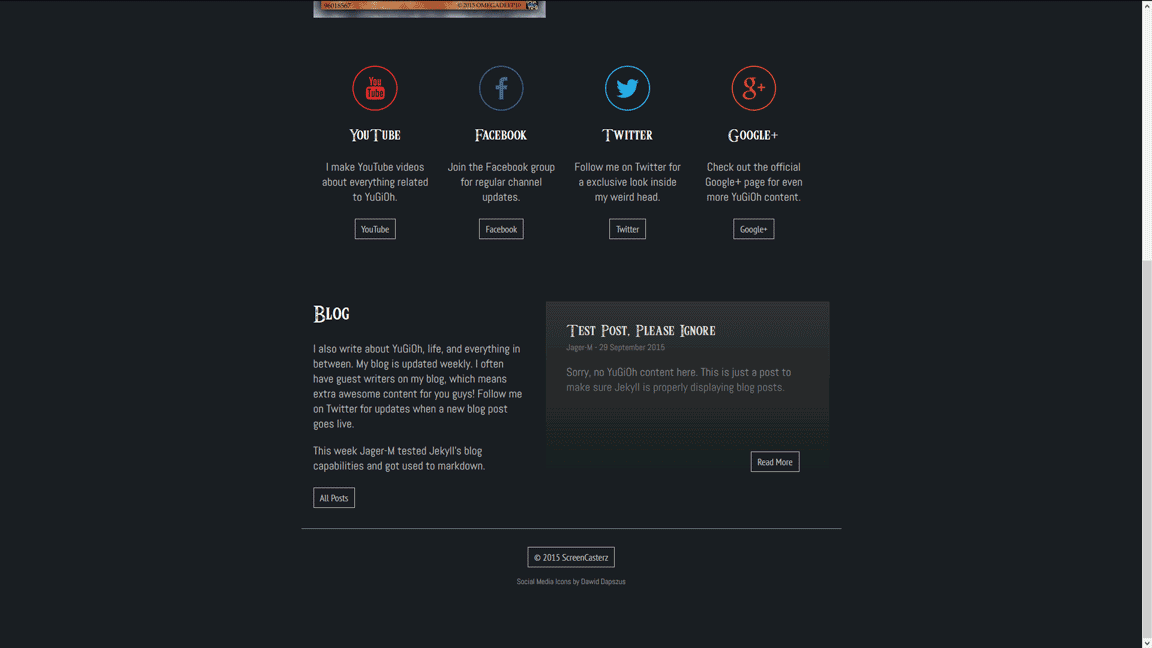 96018567
© 2015 OMEGADEEP10
You
Tube
f
g+
YouTube
Facebook
Twitter
Google+
I make YouTube videos
about everything related
to YuGiOh.
Join the Facebook group
for regular channel
updates.
Follow me on Twitter for
a exclusive look inside
my weird head.
Check out the official
Google+ page for even
more YuGiOh content.
YouTube
Facebook
Twitter
Google+
Blog
I also write about YuGiOh, life, and everything in
between. My blog is updated weekly. I often
have guest writers on my blog, which means
extra awesome content for you guys! Follow me
on Twitter for updates when a new blog post
goes live.
This week Jager-M tested Jekyll's blog
capabilities and got used to markdown.
All Posts
Test Post, Please Ignore
Jager-M - 29 September 2015
Sorry, no YuGiOh content here. This is just a post to
make sure Jekyll is properly displaying blog posts.
Read More
© 2015 ScreenCasterz
Social Media Icons by Dawid Dapszus